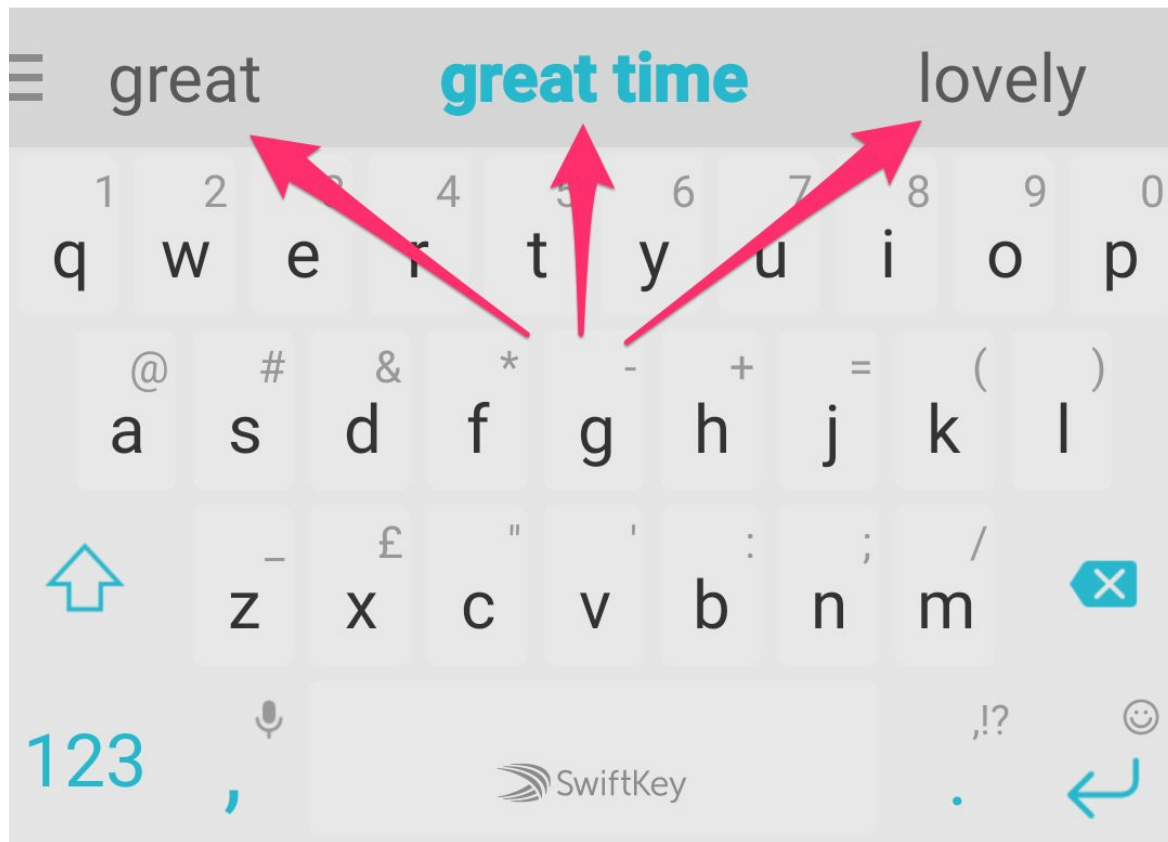 great great time lovely
1 2 3 4 5 6 7 8 9 0
q w e r t y u i o p
@ # & * - + = ( )
a s d f g h j k l
_ £ " ' : ; /
z x c v b n m
,!?
123 , SwiftKey .